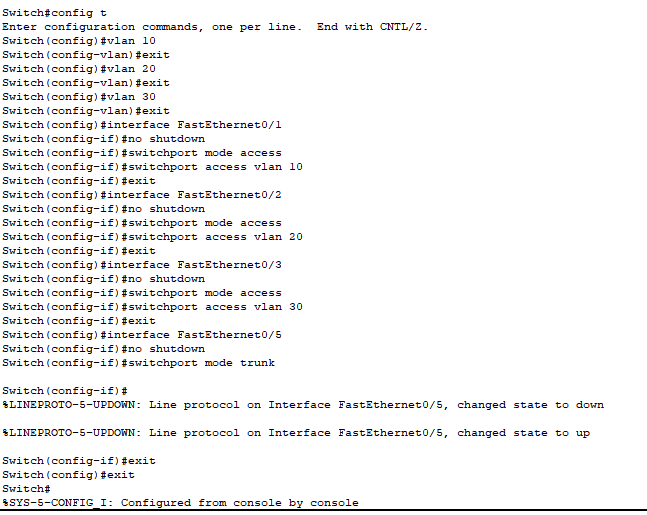 Switch#config t
Enter configuration commands, one per line.  End with CNTL/Z.
Switch(config)#vlan 10
Switch(config-vlan)#exit
Switch(config)#vlan 20
Switch(config-vlan)#exit
Switch(config)#vlan 30
Switch(config-vlan)#exit
Switch(config)#interface FastEthernet0/1
Switch(config-if)#no shutdown
Switch(config-if)#switchport mode access
Switch(config-if)#switchport access vlan 10
Switch(config-if)#exit
Switch(config)#interface FastEthernet0/2
Switch(config-if)#no shutdown
Switch(config-if)#switchport mode access
Switch(config-if)#switchport access vlan 20
Switch(config-if)#exit
Switch(config)#interface FastEthernet0/3
Switch(config-if)#no shutdown
Switch(config-if)#switchport mode access
Switch(config-if)#switchport access vlan 30
Switch(config-if)#exit
Switch(config)#interface FastEthernet0/5
Switch(config-if)#no shutdown
Switch(config-if)#switchport mode trunk
Switch(config-if)#
%LINEPROTO-5-UPDOWN: Line protocol on Interface FastEthernet0/5, changed state to down
%LINEPROTO-5-UPDOWN: Line protocol on Interface FastEthernet0/5, changed state to up
Switch(config-if)#exit
Switch(config)#exit
Switch#
%SYS-5-CONFIG_I: Configured from console by console